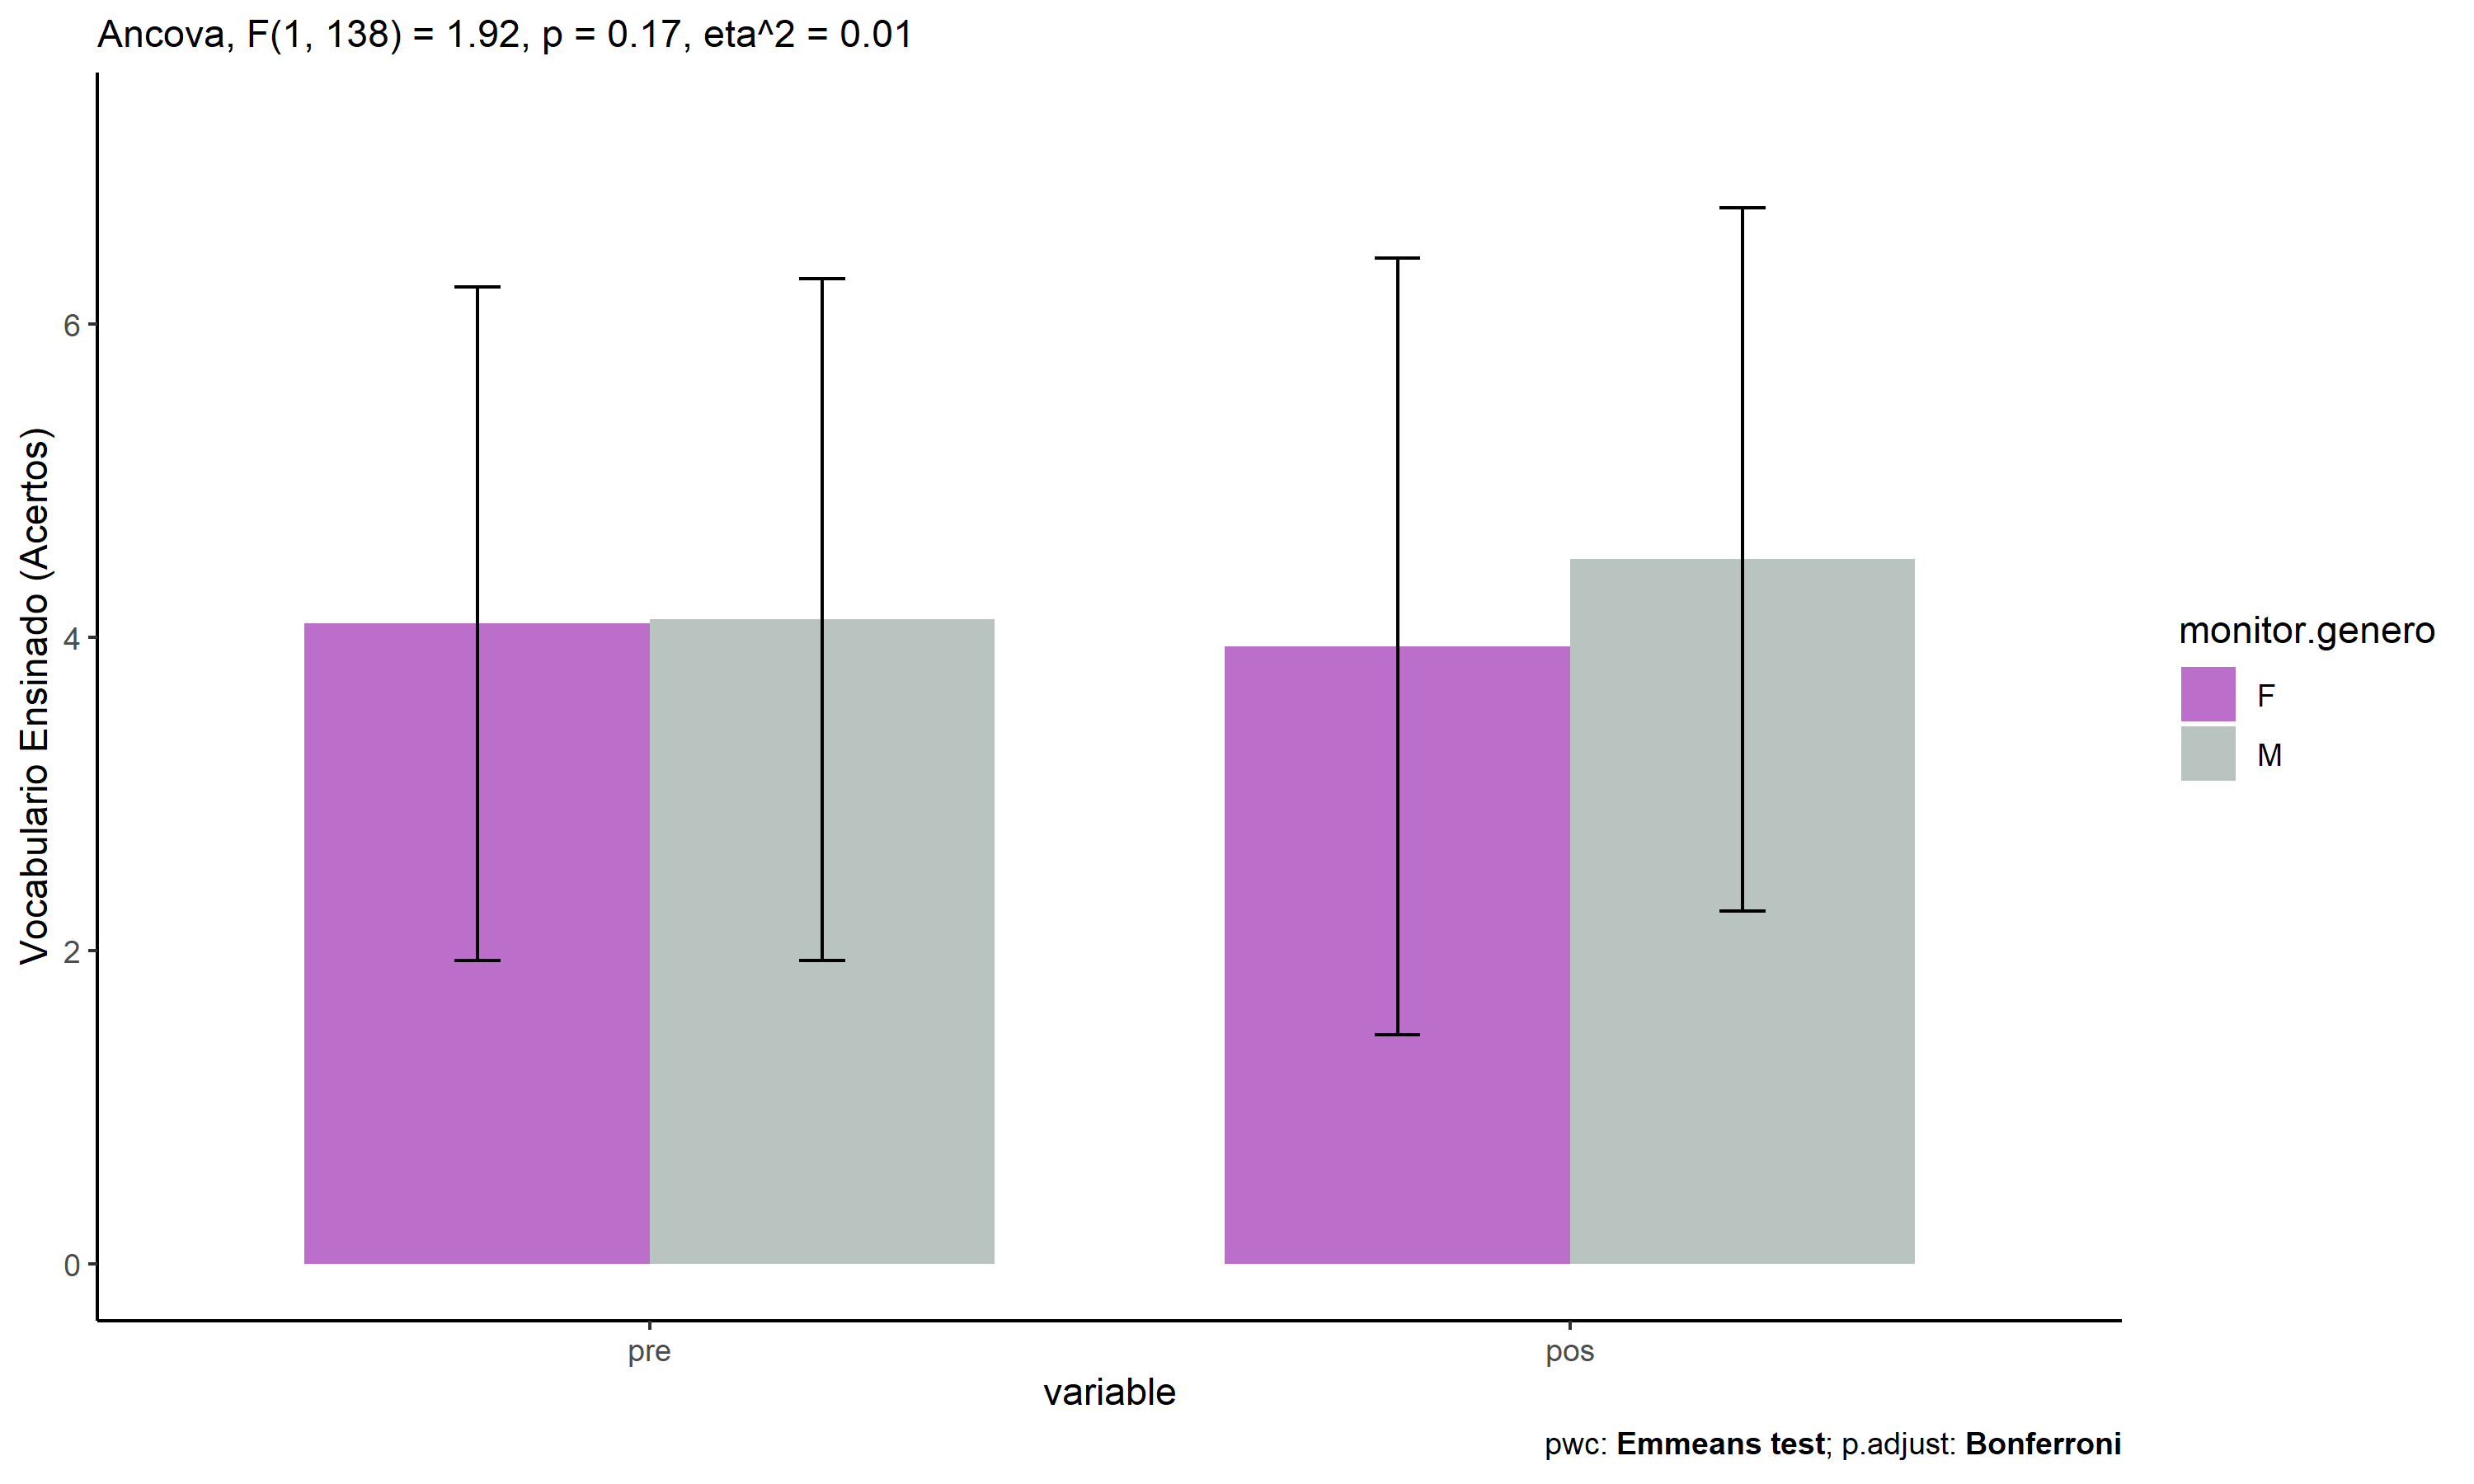 Ancova, F(1, 138) = 1.92, p = 0.17, eta^2 = 0.01
Vocabulario Ensinado (Acertos)
6
4
2
0
pre
pos
variable
monitor.genero
F
M
pwc: Emmeans test; p.adjust: Bonferroni